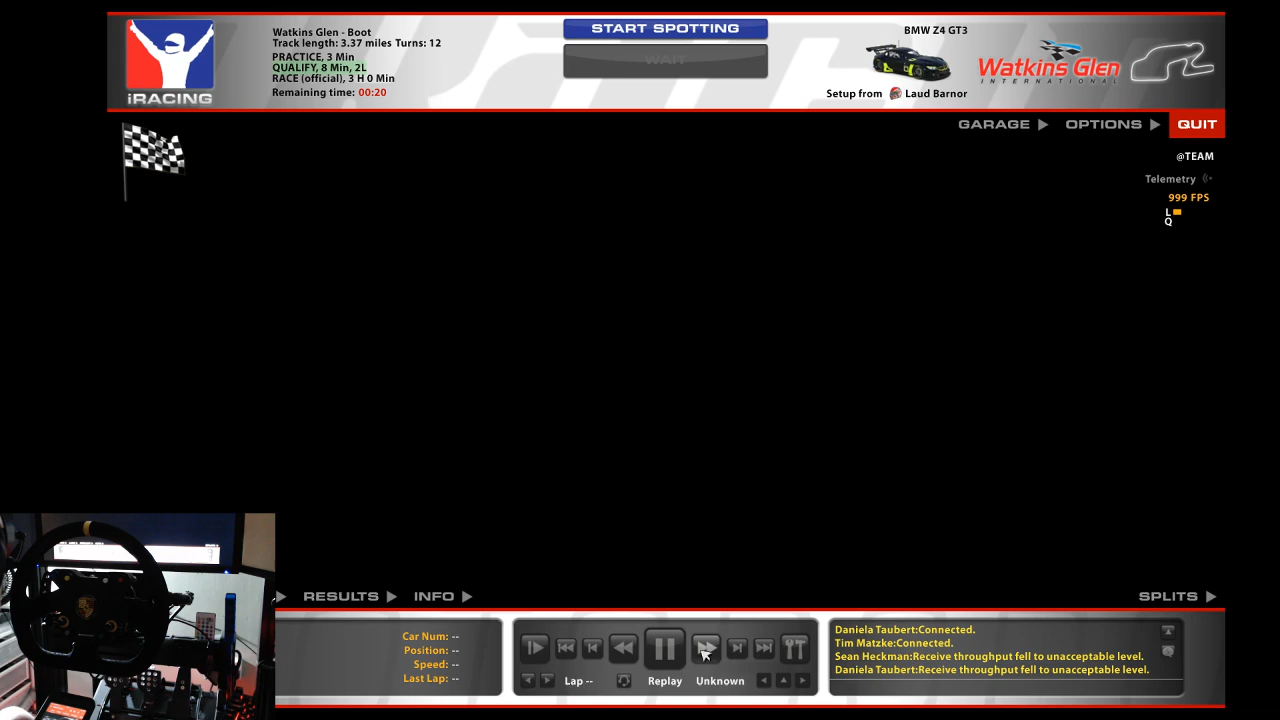 iRACING
Watkins Glen - Boot
Track length: 3.37 miles Turns: 12
PRACTICE, 3 Min
QUALIFY, 8 Min, 2L
RACE (official), 3 H 0 Min
Remaining time: 00:20
START SPOTTING
WAIT
BMW Z4 GT3
Setup from Laud Barnor
Watkins Glen
INTERNATIONAL
GARAGE
OPTIONS
QUIT
@TEAM
Telemetry
999 FPS
L
Q
RESULTS
INFO
SPLITS
Car Num: --
Position: --
Speed: --
Last Lap: --
Lap --
Replay
Unknown
Daniela Taubert:Connected.
Tim Matzke:Connected.
Sean Heckman:Receive throughput fell to unacceptable level.
Daniela Taubert:Receive throughput fell to unacceptable level.